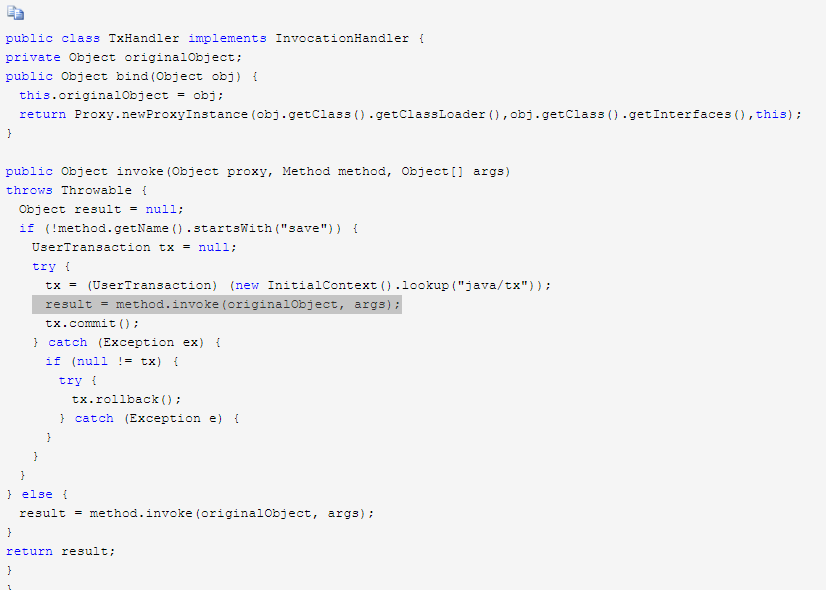 public class TxHandler implements InvocationHandler {
private Object originalObject;
public Object bind(Object obj) {
this.originalObject = obj;
return Proxy.newProxyInstance(obj.getClass().getClassLoader(),obj.getClass().getInterfaces(),this);
}
public Object invoke(Object proxy, Method method, Object[] args)
throws Throwable {
Object result = null;
if (!method.getName().startsWith("save")) {
UserTransaction tx = null;
try {
tx = (UserTransaction) (new InitialContext().lookup("java/tx"));
result = method.invoke(originalObject, args);
tx.commit();
} catch (Exception ex) {
if (null != tx) {
try {
tx.rollback();
} catch (Exception e) {
}
}
}
} else {
result = method.invoke(originalObject, args);
}
return result;
}
}